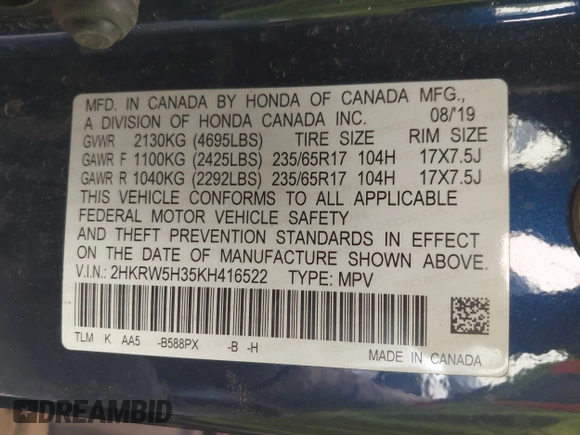 MFD. IN CANADA BY HONDA OF CANADA MFG.,
A DIVISION OF HONDA CANADA INC. 08/'19
GVWR 2130KG (4695LBS) TIRE SIZE RIM SIZE
GAWR F 1100KG (2425LBS) 235/65R17 104H 17X7.5J
GAWR R 1040KG (2292LBS) 235/65R17 104H 17X7.5J
THIS VEHICLE CONFORMS TO ALL APPLICABLE
FEDERAL MOTOR VEHICLE SAFETY
AND THEFT PREVENTION STANDARDS IN EFFECT
ON THE DATE OF MANUFACTURE SHOWN ABOVE.
V.I.N.: 2HKRW5H35KH416522 TYPE: MPV
TLM K AA5 -B588PX -B -H
MADE IN CANADA
DREAMBID